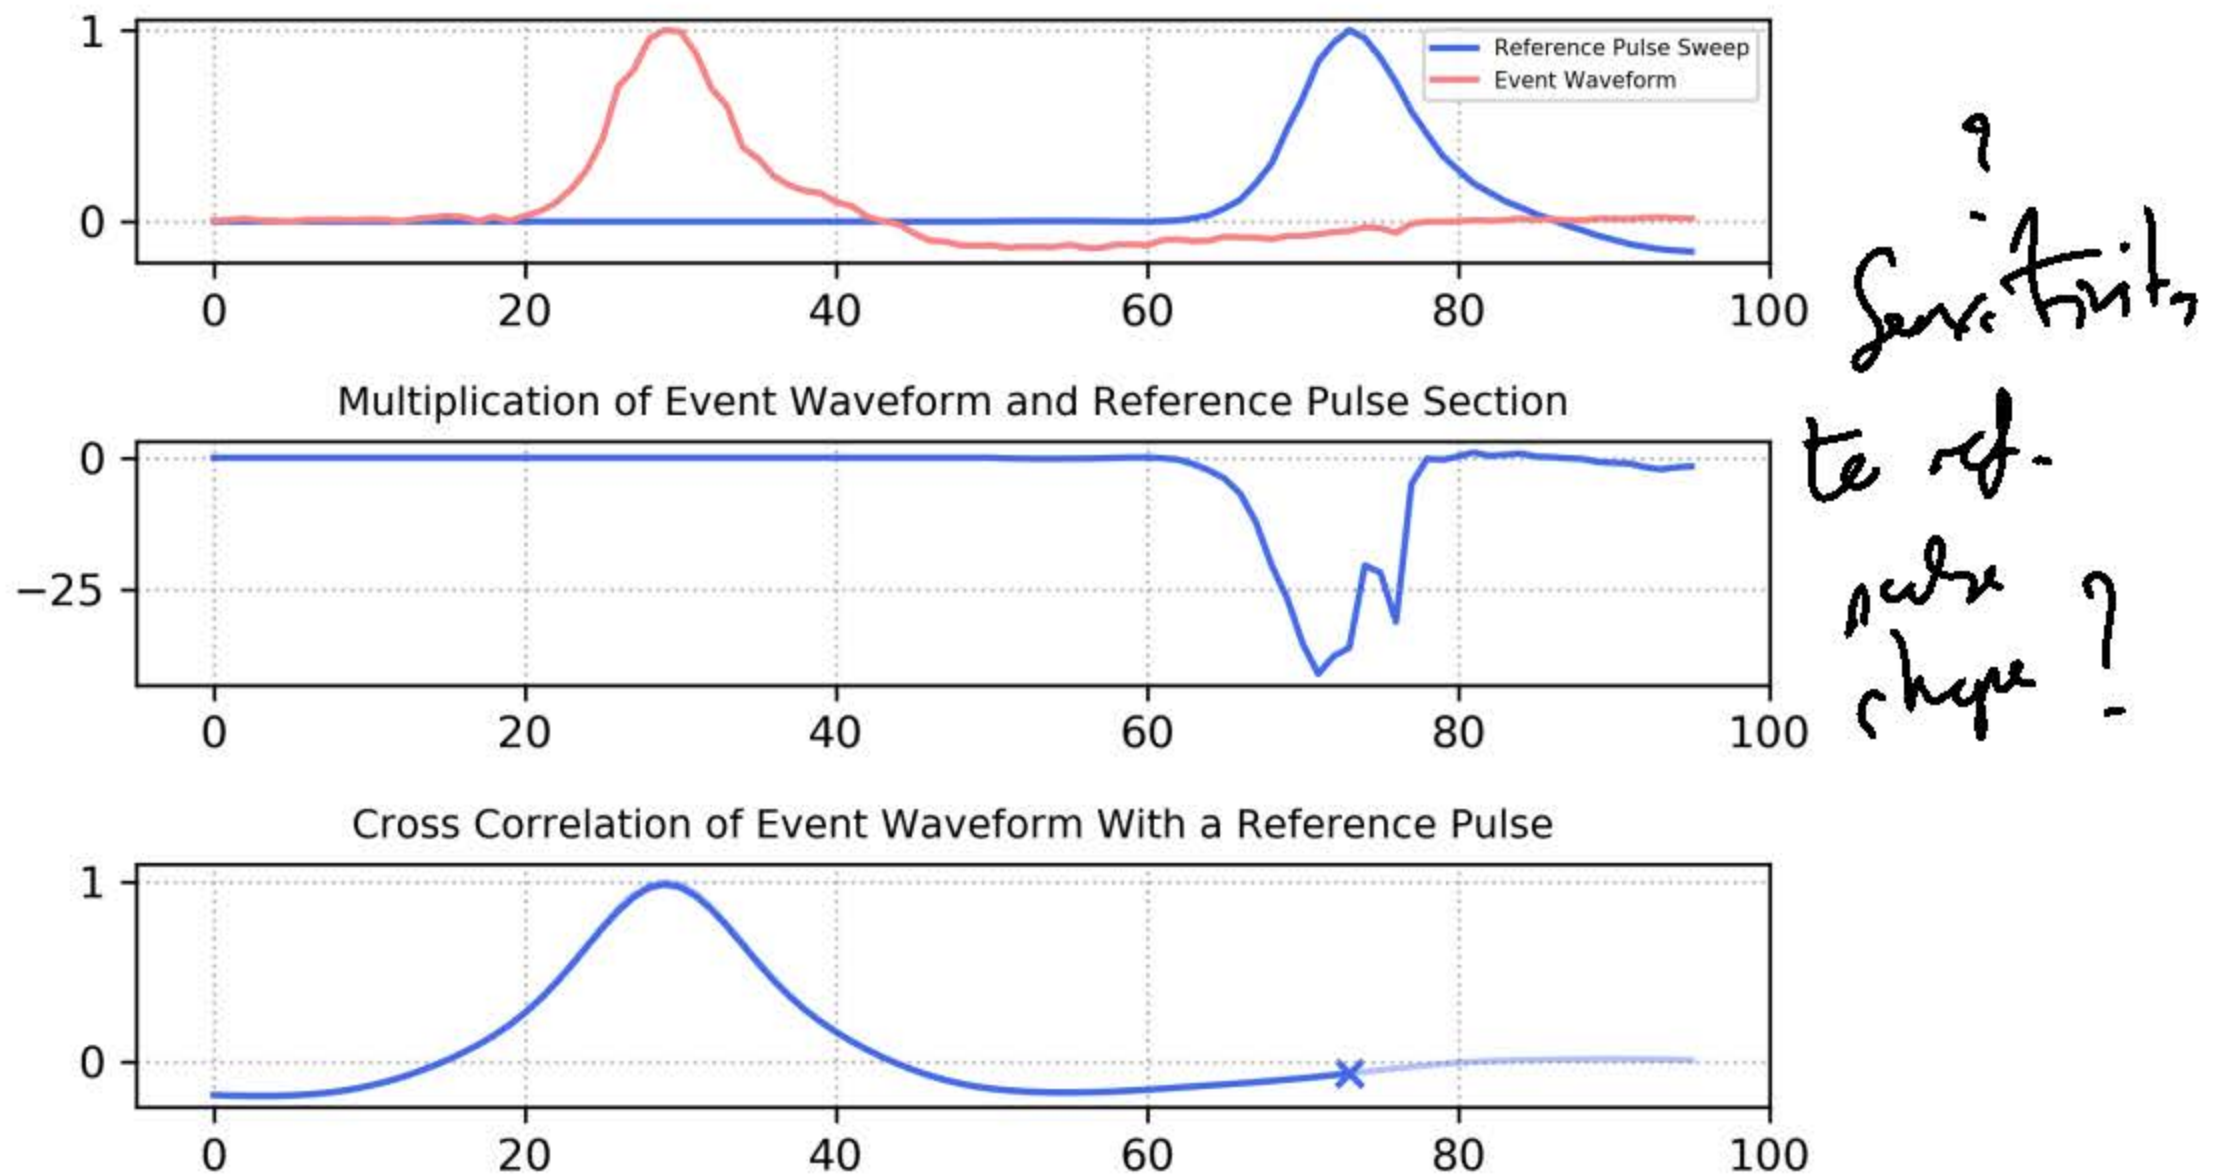 1
0
Reference Pulse Sweep
Event Waveform
0 20 40 60 80 100
?
Sensitivity
to ref.
pulse
shape ?
Multiplication of Event Waveform and Reference Pulse Section
0
−25
0 20 40 60 80 100
Cross Correlation of Event Waveform With a Reference Pulse
1
0
0 20 40 60 80 100